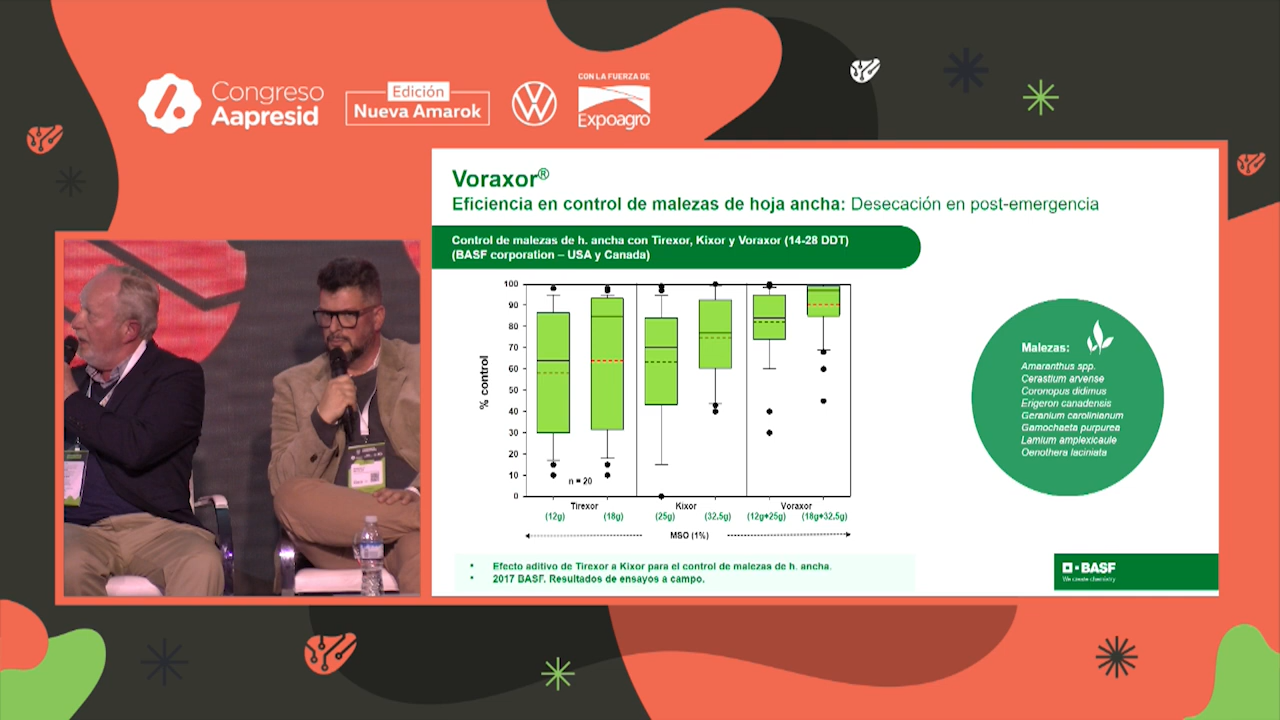 Congreso
Aapresid
Edición
Nueva Amarok
CON LA FUERZA DE
Expoagro
Voraxor®
Eficiencia en control de malezas de hoja ancha: Desecación en post-emergencia
Control de malezas de h. ancha con Tirexor, Kixor y Voraxor (14-28 DDT)
(BASF corporation – USA y Canada)
% control
100
90
80
70
60
50
40
30
20
10
0
n = 20
Tirexor Kixor Voraxor
(12g) (18g) (25g) (32,5g) (12g+25g) (18g+32,5g)
MSO (1%)
Malezas:
Amaranthus spp.
Cerastium arvense
Coronopus didimus
Erigeron canadensis
Geranium carolinianum
Gamochaeta purpurea
Lamium amplexicaule
Oenothera laciniata
• Efecto aditivo de Tirexor a Kixor para el control de malezas de h. ancha.
• 2017 BASF. Resultados de ensayos a campo.
BASF
We create chemistry